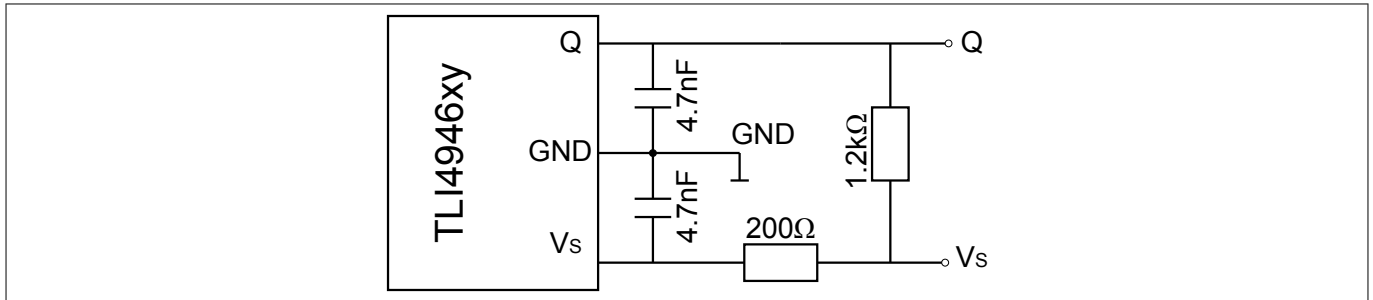 TLI4946xy
Q
GND
Vs
4.7nF
4.7nF
GND
200Ω
1.2kΩ
Q
Vs